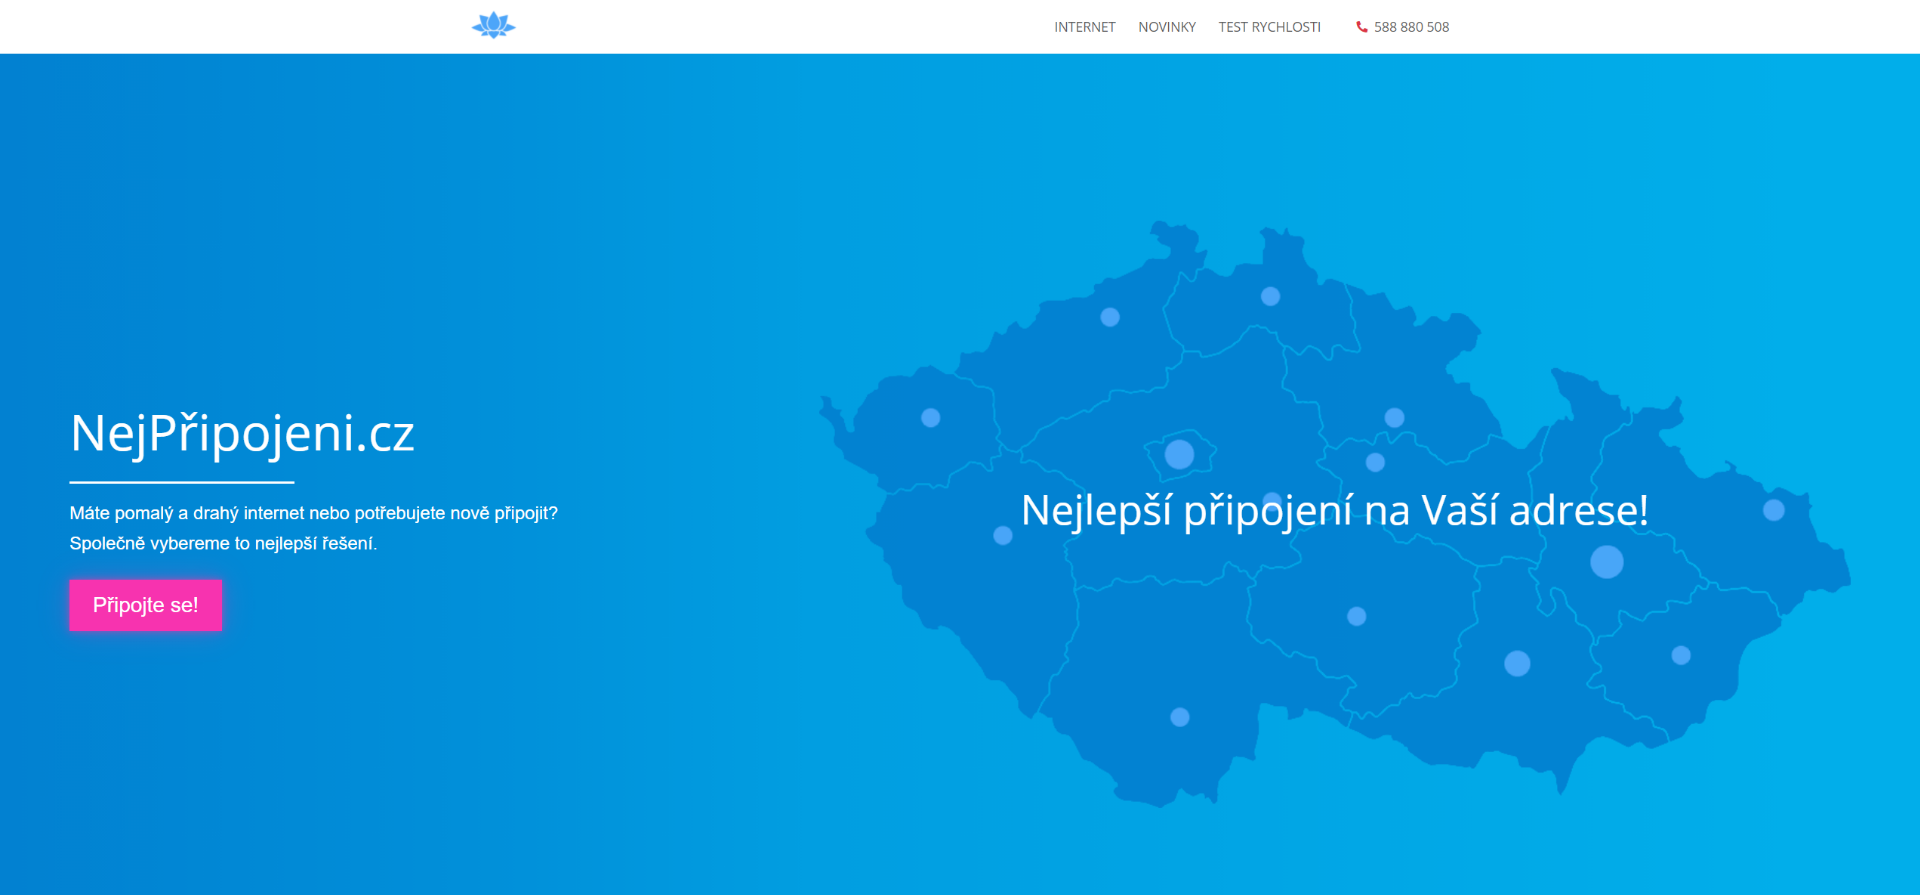 INTERNET NOVINKY TEST RYCHLOSTI 588 880 508
NejPřipojeni.cz
Máte pomalý a drahý internet nebo potřebujete nově připojit?
Společně vybereme to nejlepší řešení.
Připojte se!
Nejlepší připojení na Vaší adrese!